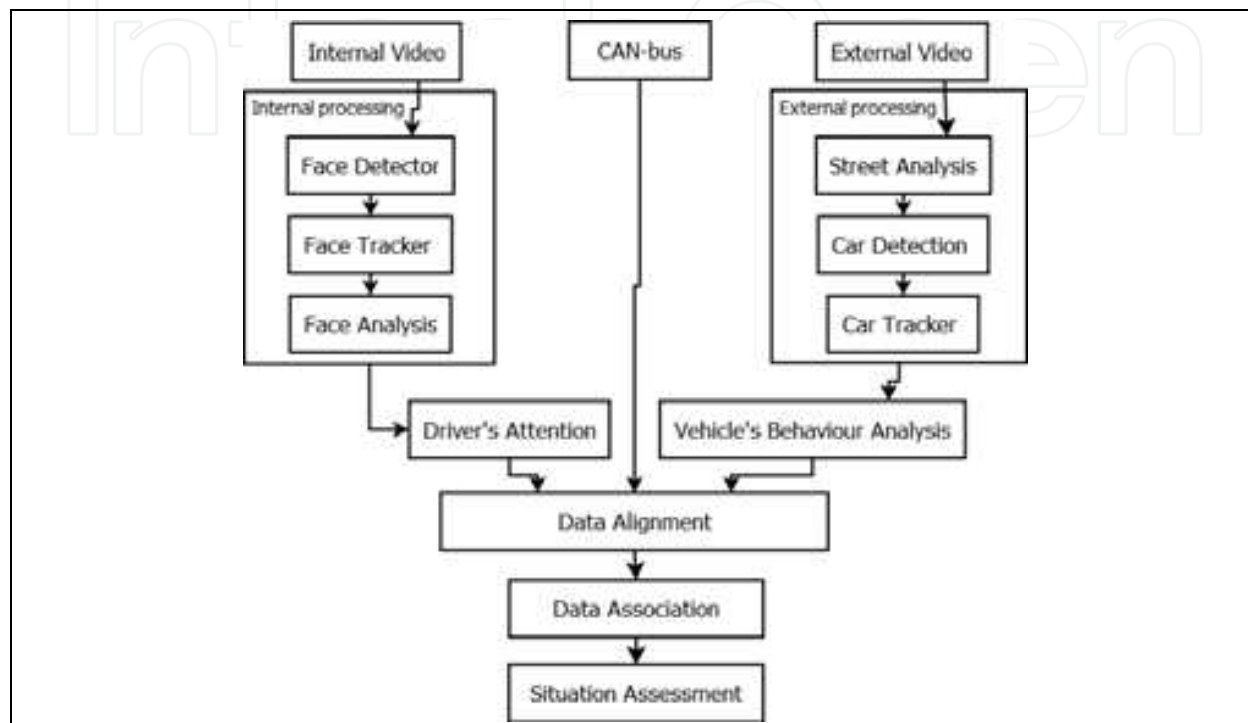 Internal Video
CAN-bus
External Video
Internal processing
External processing
Face Detector
Street Analysis
Face Tracker
Car Detection
Face Analysis
Car Tracker
Driver's Attention
Vehicle's Behaviour Analysis
Data Alignment
Data Association
Situation Assessment